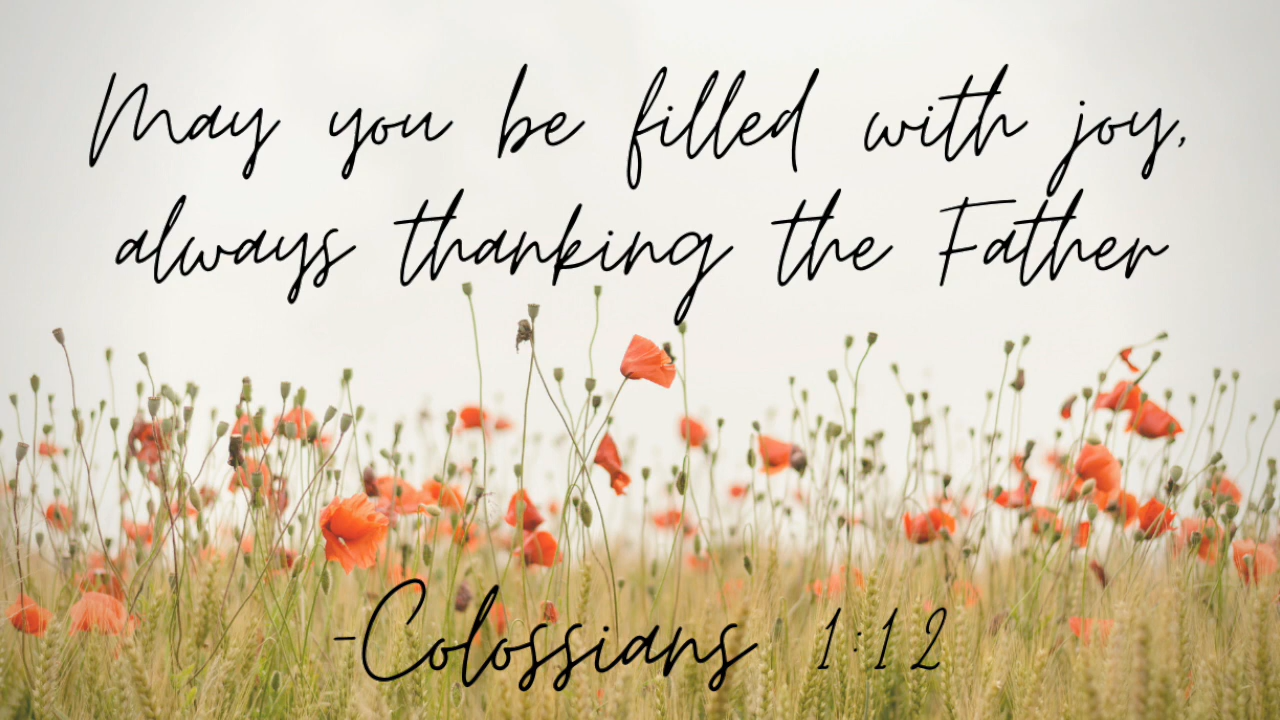 May you be filled with joy,
always thanking the Father
-Colossians 1:12